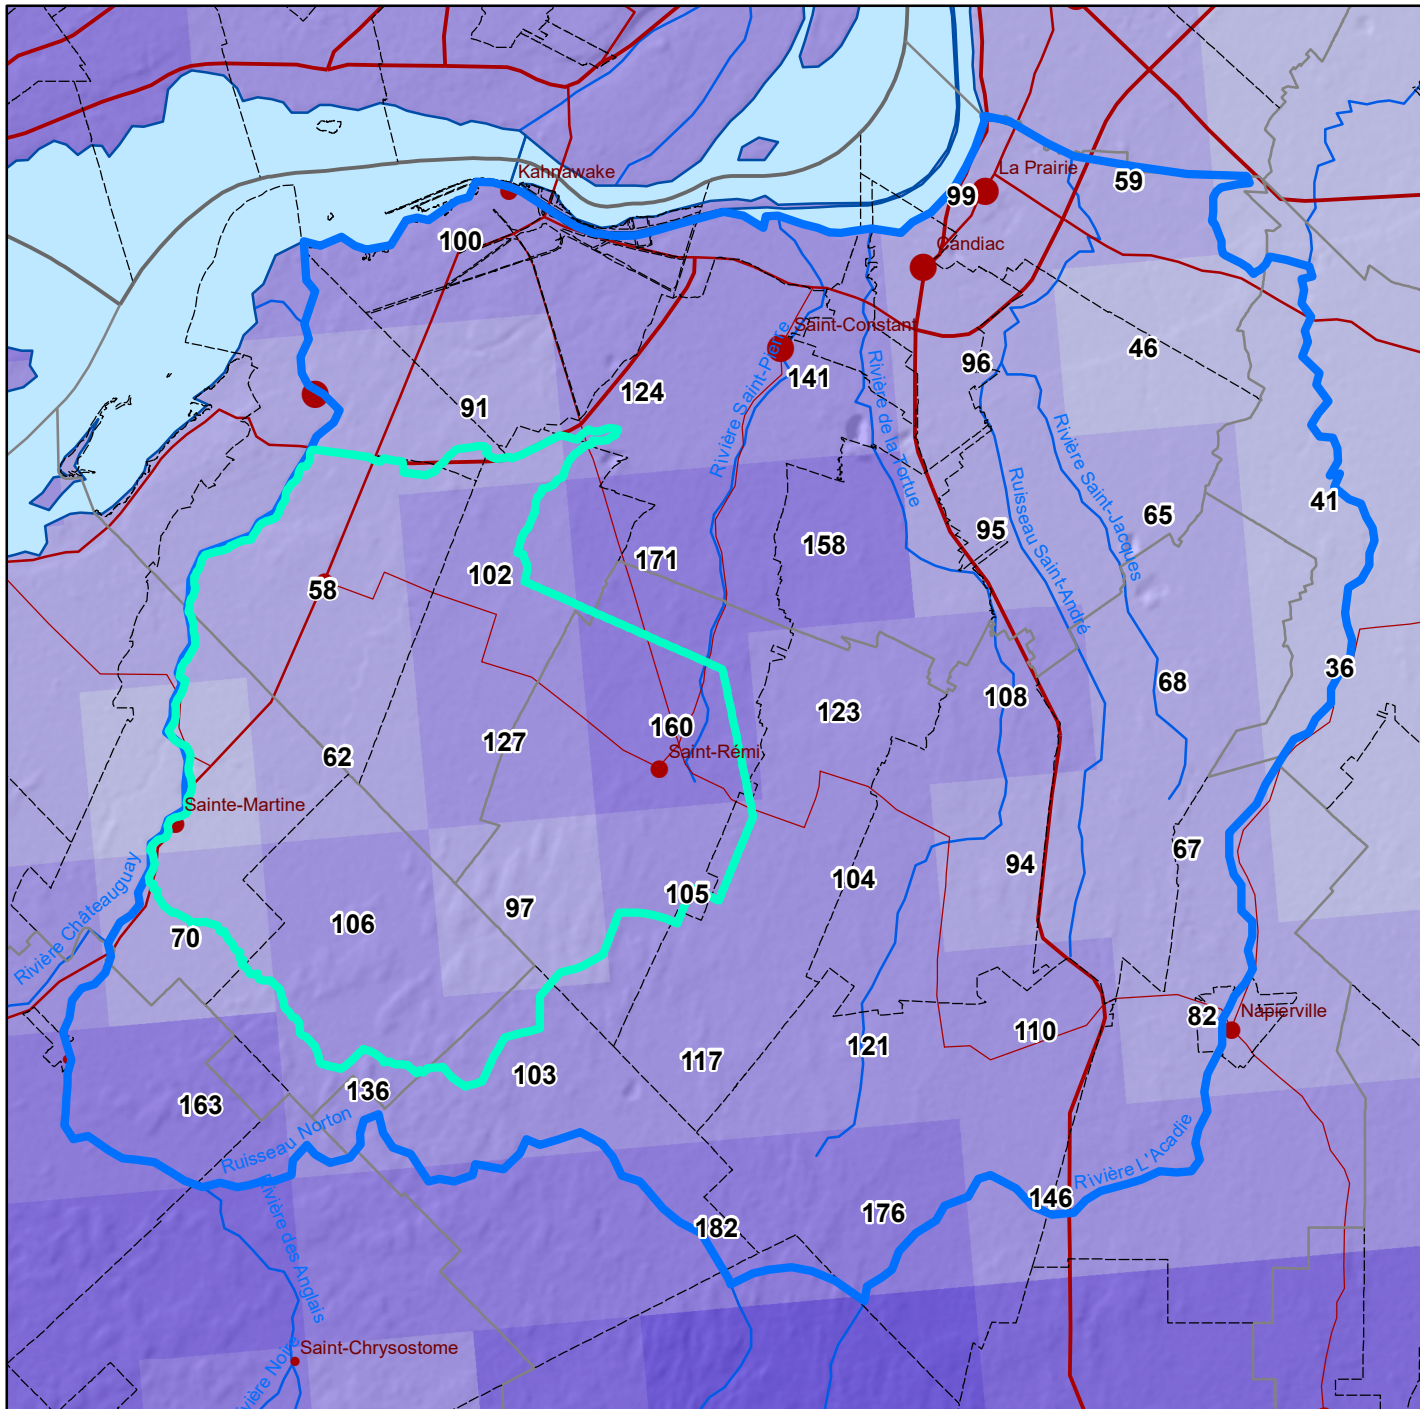 Kahnawake
La Prairie
59
99
100
Candiac
Saint-Constant
46
96
141
124
91
Rivière Saint-Pierre
Rivière de la Tortue
Rivière Saint-Jacques
Ruisseau Saint-André
41
65
95
158
171
102
58
36
68
108
123
160
127
62
Saint-Rémi
Sainte-Martine
67
94
104
105
97
106
70
Rivière Châteauguay
82
Napierville
110
121
117
103
136
163
Ruisseau Norton
Rivière L'Acadie
146
176
182
Rivière des Anglais
Saint-Chrysostome
Rivière Noire